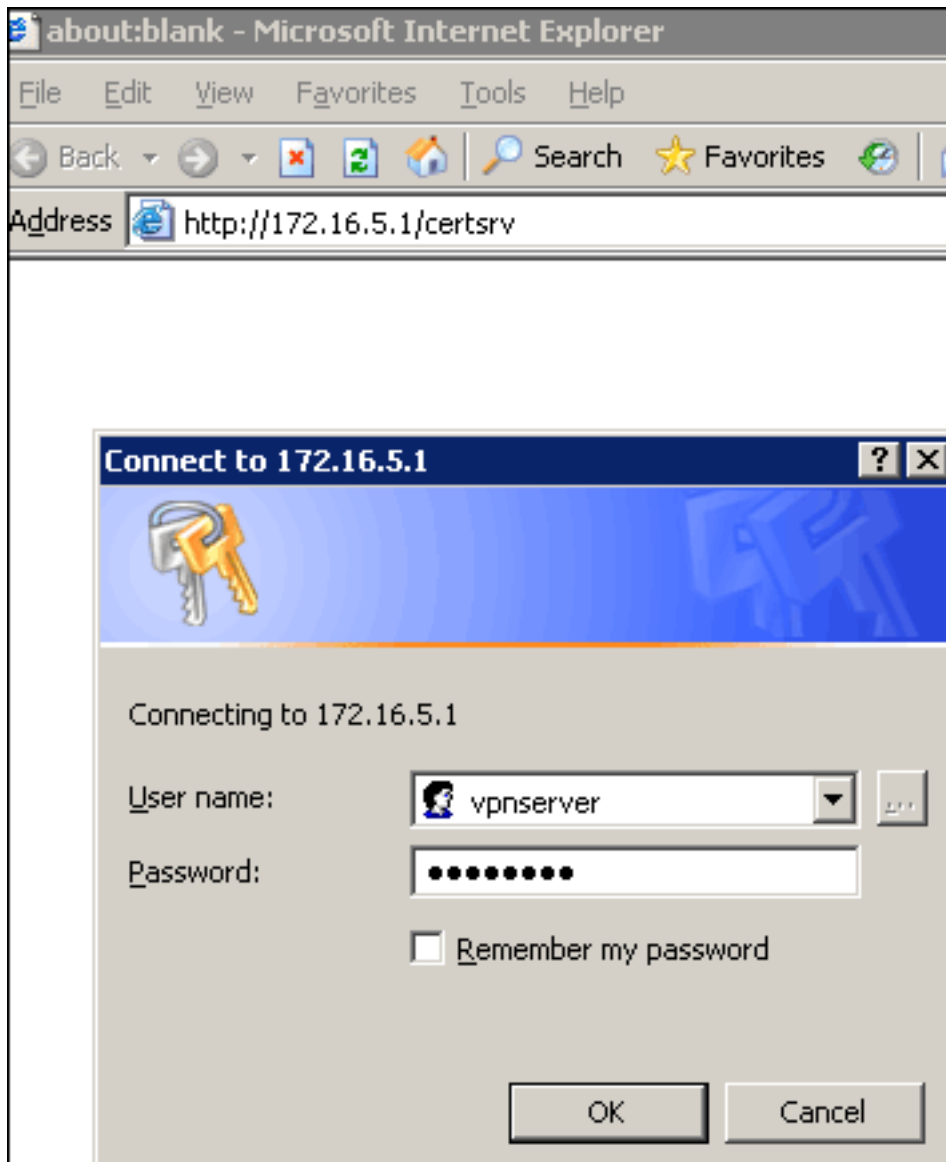 about:blank - Microsoft Internet Explorer
File Edit View Favorites Tools Help
Back Search Favorites
Address http://172.16.5.1/certsrv
Connect to 172.16.5.1
Connecting to 172.16.5.1
User name: vpnserver ...
Password: ●●●●●●●●
Remember my password
OK Cancel